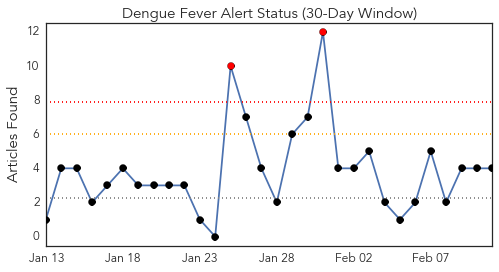 Dengue Fever Alert Status (30-Day Window)
Articles Found
12
10
8
6
4
2
0
Jan 13 Jan 18 Jan 23 Jan 28 Feb 02 Feb 07